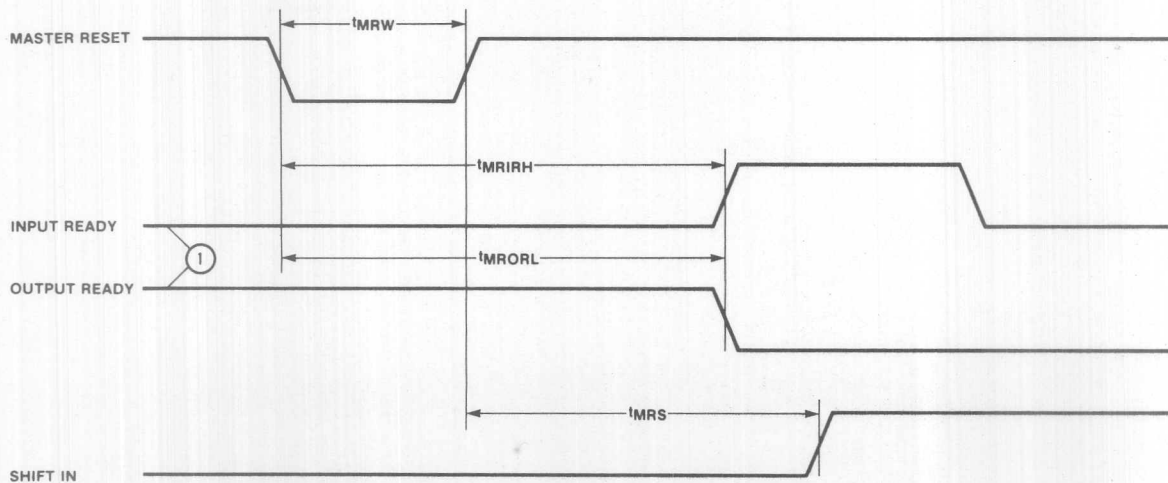 tMRW
MASTER RESET
tMRIRH
INPUT READY
1
tMRORL
OUTPUT READY
tMRS
SHIFT IN